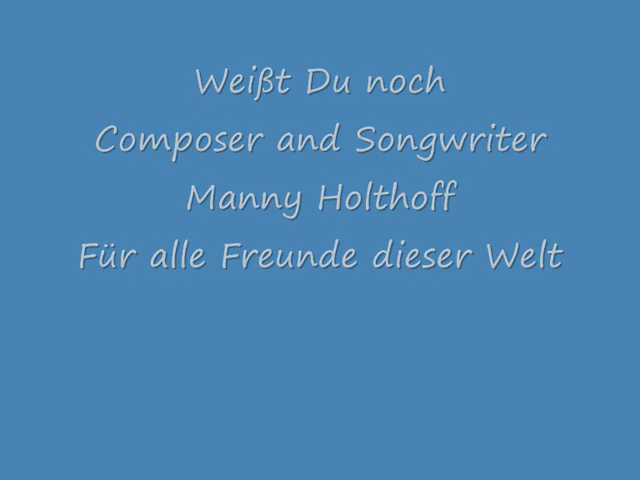 Weißt Du noch
Composer and Songwriter
Manny Holthoff
Für alle Freunde dieser Welt